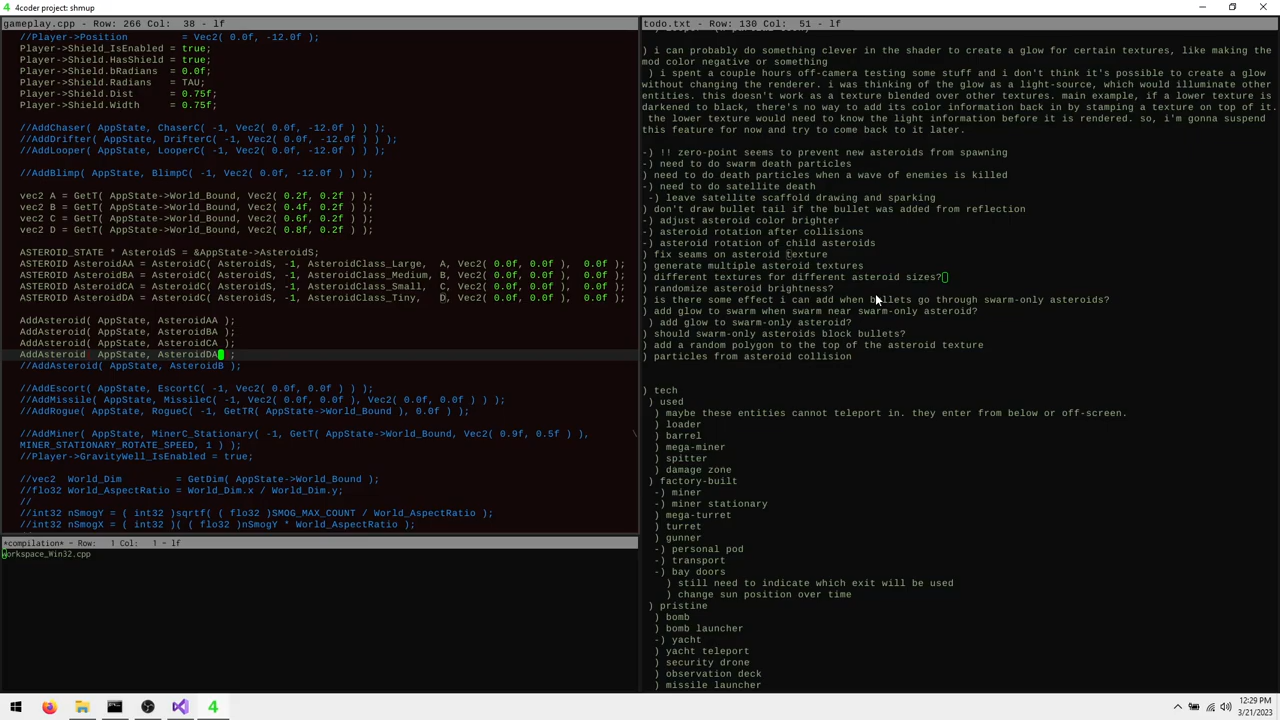 4coder project: shmup
gameplay.cpp - Row: 266 Col:  38 - lf
//Player->Position         = Vec2( 0.0f, -12.0f );
Player->Shield_IsEnabled = true;
Player->Shield.HasShield = true;
Player->Shield.bRadians  = 0.0f;
Player->Shield.Radians   = TAU;
Player->Shield.Dist      = 0.75f;
Player->Shield.Width     = 0.75f;
//AddChaser( AppState, ChaserC( -1, Vec2( 0.0f, -12.0f ) ) );
//AddDrifter( AppState, DrifterC( -1, Vec2( 0.0f, -12.0f ) ) );
//AddLooper( AppState, LooperC( -1, Vec2( 0.0f, -12.0f ) ) );
//AddBlimp( AppState, BlimpC( -1, Vec2( 0.0f, -12.0f ) ) );
vec2 A = GetT( AppState->World_Bound, Vec2( 0.2f, 0.2f ) );
vec2 B = GetT( AppState->World_Bound, Vec2( 0.4f, 0.2f ) );
vec2 C = GetT( AppState->World_Bound, Vec2( 0.6f, 0.2f ) );
vec2 D = GetT( AppState->World_Bound, Vec2( 0.8f, 0.2f ) );
ASTEROID_STATE * AsteroidS = &AppState->AsteroidS;
ASTEROID AsteroidAA = AsteroidC( AsteroidS, -1, AsteroidClass_Large,  A, Vec2( 0.0f, 0.0f ),  0.0f );
ASTEROID AsteroidBA = AsteroidC( AsteroidS, -1, AsteroidClass_Medium, B, Vec2( 0.0f, 0.0f ),  0.0f );
ASTEROID AsteroidCA = AsteroidC( AsteroidS, -1, AsteroidClass_Small,  C, Vec2( 0.0f, 0.0f ),  0.0f );
ASTEROID AsteroidDA = AsteroidC( AsteroidS, -1, AsteroidClass_Tiny,   D, Vec2( 0.0f, 0.0f ),  0.0f );
AddAsteroid( AppState, AsteroidAA );
AddAsteroid( AppState, AsteroidBA );
AddAsteroid( AppState, AsteroidCA );
AddAsteroid  AppState, AsteroidDA  ;
//AddAsteroid( AppState, AsteroidB );
//AddEscort( AppState, EscortC( -1, Vec2( 0.0f, 0.0f ) ) );
//AddMissile( AppState, MissileC( -1, Vec2( 0.0f, 0.0f ), Vec2( 0.0f, 0.0f ) ) );
//AddRogue( AppState, RogueC( -1, GetTR( AppState->World_Bound ), 0.0f ) );
//AddMiner( AppState, MinerC_Stationary( -1, GetT( AppState->World_Bound, Vec2( 0.9f, 0.5f ) ),        \
MINER_STATIONARY_ROTATE_SPEED, 1 ) );
//Player->GravityWell_IsEnabled = true;
//vec2  World_Dim         = GetDim( AppState->World_Bound );
//flo32 World_AspectRatio = World_Dim.x / World_Dim.y;
//
//int32 nSmogY = ( int32 )sqrtf( ( flo32 )SMOG_MAX_COUNT / World_AspectRatio );
//int32 nSmogX = ( int32 )( ( flo32 )nSmogY * World_AspectRatio );
*compilation* - Row:   1 Col:   1 - lf
workspace_Win32.cpp
todo.txt - Row: 130 Col:  51 - lf
) i can probably do something clever in the shader to create a glow for certain textures, like making the
mod color negative or something
) i spent a couple hours off-camera testing some stuff and i don't think it's possible to create a glow
without changing the renderer. i was thinking of the glow as a light-source, which would illuminate other
entities. this doesn't work as a texture blended over other textures. main example, if a lower texture is
darkened to black, there's no way to add its color information back in by stamping a texture on top of it.
the lower texture would need to know the light information before it is rendered. so, i'm gonna suspend
this feature for now and try to come back to it later.
-) !! zero-point seems to prevent new asteroids from spawning
-) need to do swarm death particles
) need to do death particles when a wave of enemies is killed
-) need to do satellite death
-) leave satellite scaffold drawing and sparking
) don't draw bullet tail if the bullet was added from reflection
-) adjust asteroid color brighter
-) asteroid rotation after collisions
-) asteroid rotation of child asteroids
) fix seams on asteroid texture
) generate multiple asteroid textures
) different textures for different asteroid sizes?
) randomize asteroid brightness?
) is there some effect i can add when bullets go through swarm-only asteroids?
) add glow to swarm when swarm near swarm-only asteroid?
) add glow to swarm-only asteroid?
) should swarm-only asteroids block bullets?
) add a random polygon to the top of the asteroid texture
) particles from asteroid collision
) tech
) used
) maybe these entities cannot teleport in. they enter from below or off-screen.
) loader
) barrel
) mega-miner
) spitter
) damage zone
) factory-built
-) miner
-) miner stationary
) mega-turret
) turret
) gunner
-) personal pod
-) transport
-) bay doors
) still need to indicate which exit will be used
) change sun position over time
) pristine
) bomb
) bomb launcher
-) yacht
) yacht teleport
) security drone
) observation deck
) missile launcher
12:29 PM
3/21/2023